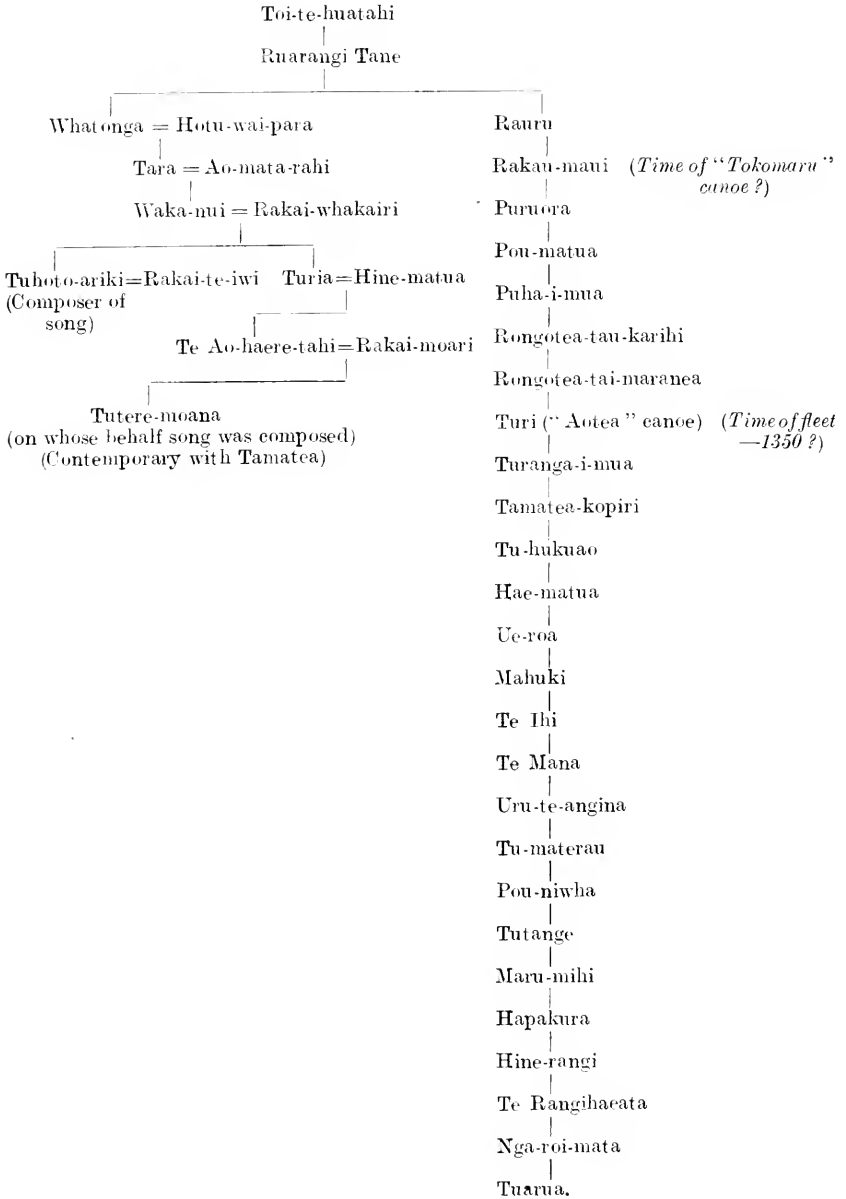 Toi-te-huatahi
Ruarangi Tane
Whatonga = Hotu-wai-para
Tara = Ao-mata-rahi
Waka-nui = Rakai-whakairi
Tuhoto-ariki=Rakai-te-iwi Turia=Hine-matua
(Composer of
song)
Te Ao-haere-tahi=Rakai-moari
Tutere-moana
(on whose behalf song was composed)
(Contemporary with Tamatea)
Rauru
Rakau-maui (Time of "Tokomaru"
canoe?)
Puruora
Pou-matua
Puha-i-mua
Rongotea-tau-karihi
Rongotea-tai-maranea
Turi ("Aotea" canoe) (Time of fleet
—1350?)
Turanga-i-mua
Tamatea-kopiri
Tu-hukuao
Hae-matua
Ue-roa
Mahuki
Te Ihi
Te Mana
Uru-te-angina
Tu-materau
Pou-niwha
Tutange
Maru-mihi
Hapakura
Hine-rangi
Te Rangihaeata
Nga-roi-mata
Tuarua.